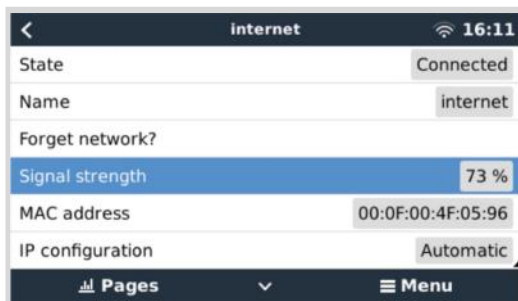 internet 16:11
State Connected
Name internet
Forget network?
Signal strength 73 %
MAC address 00:0F:00:4F:05:96
IP configuration Automatic
Pages Menu